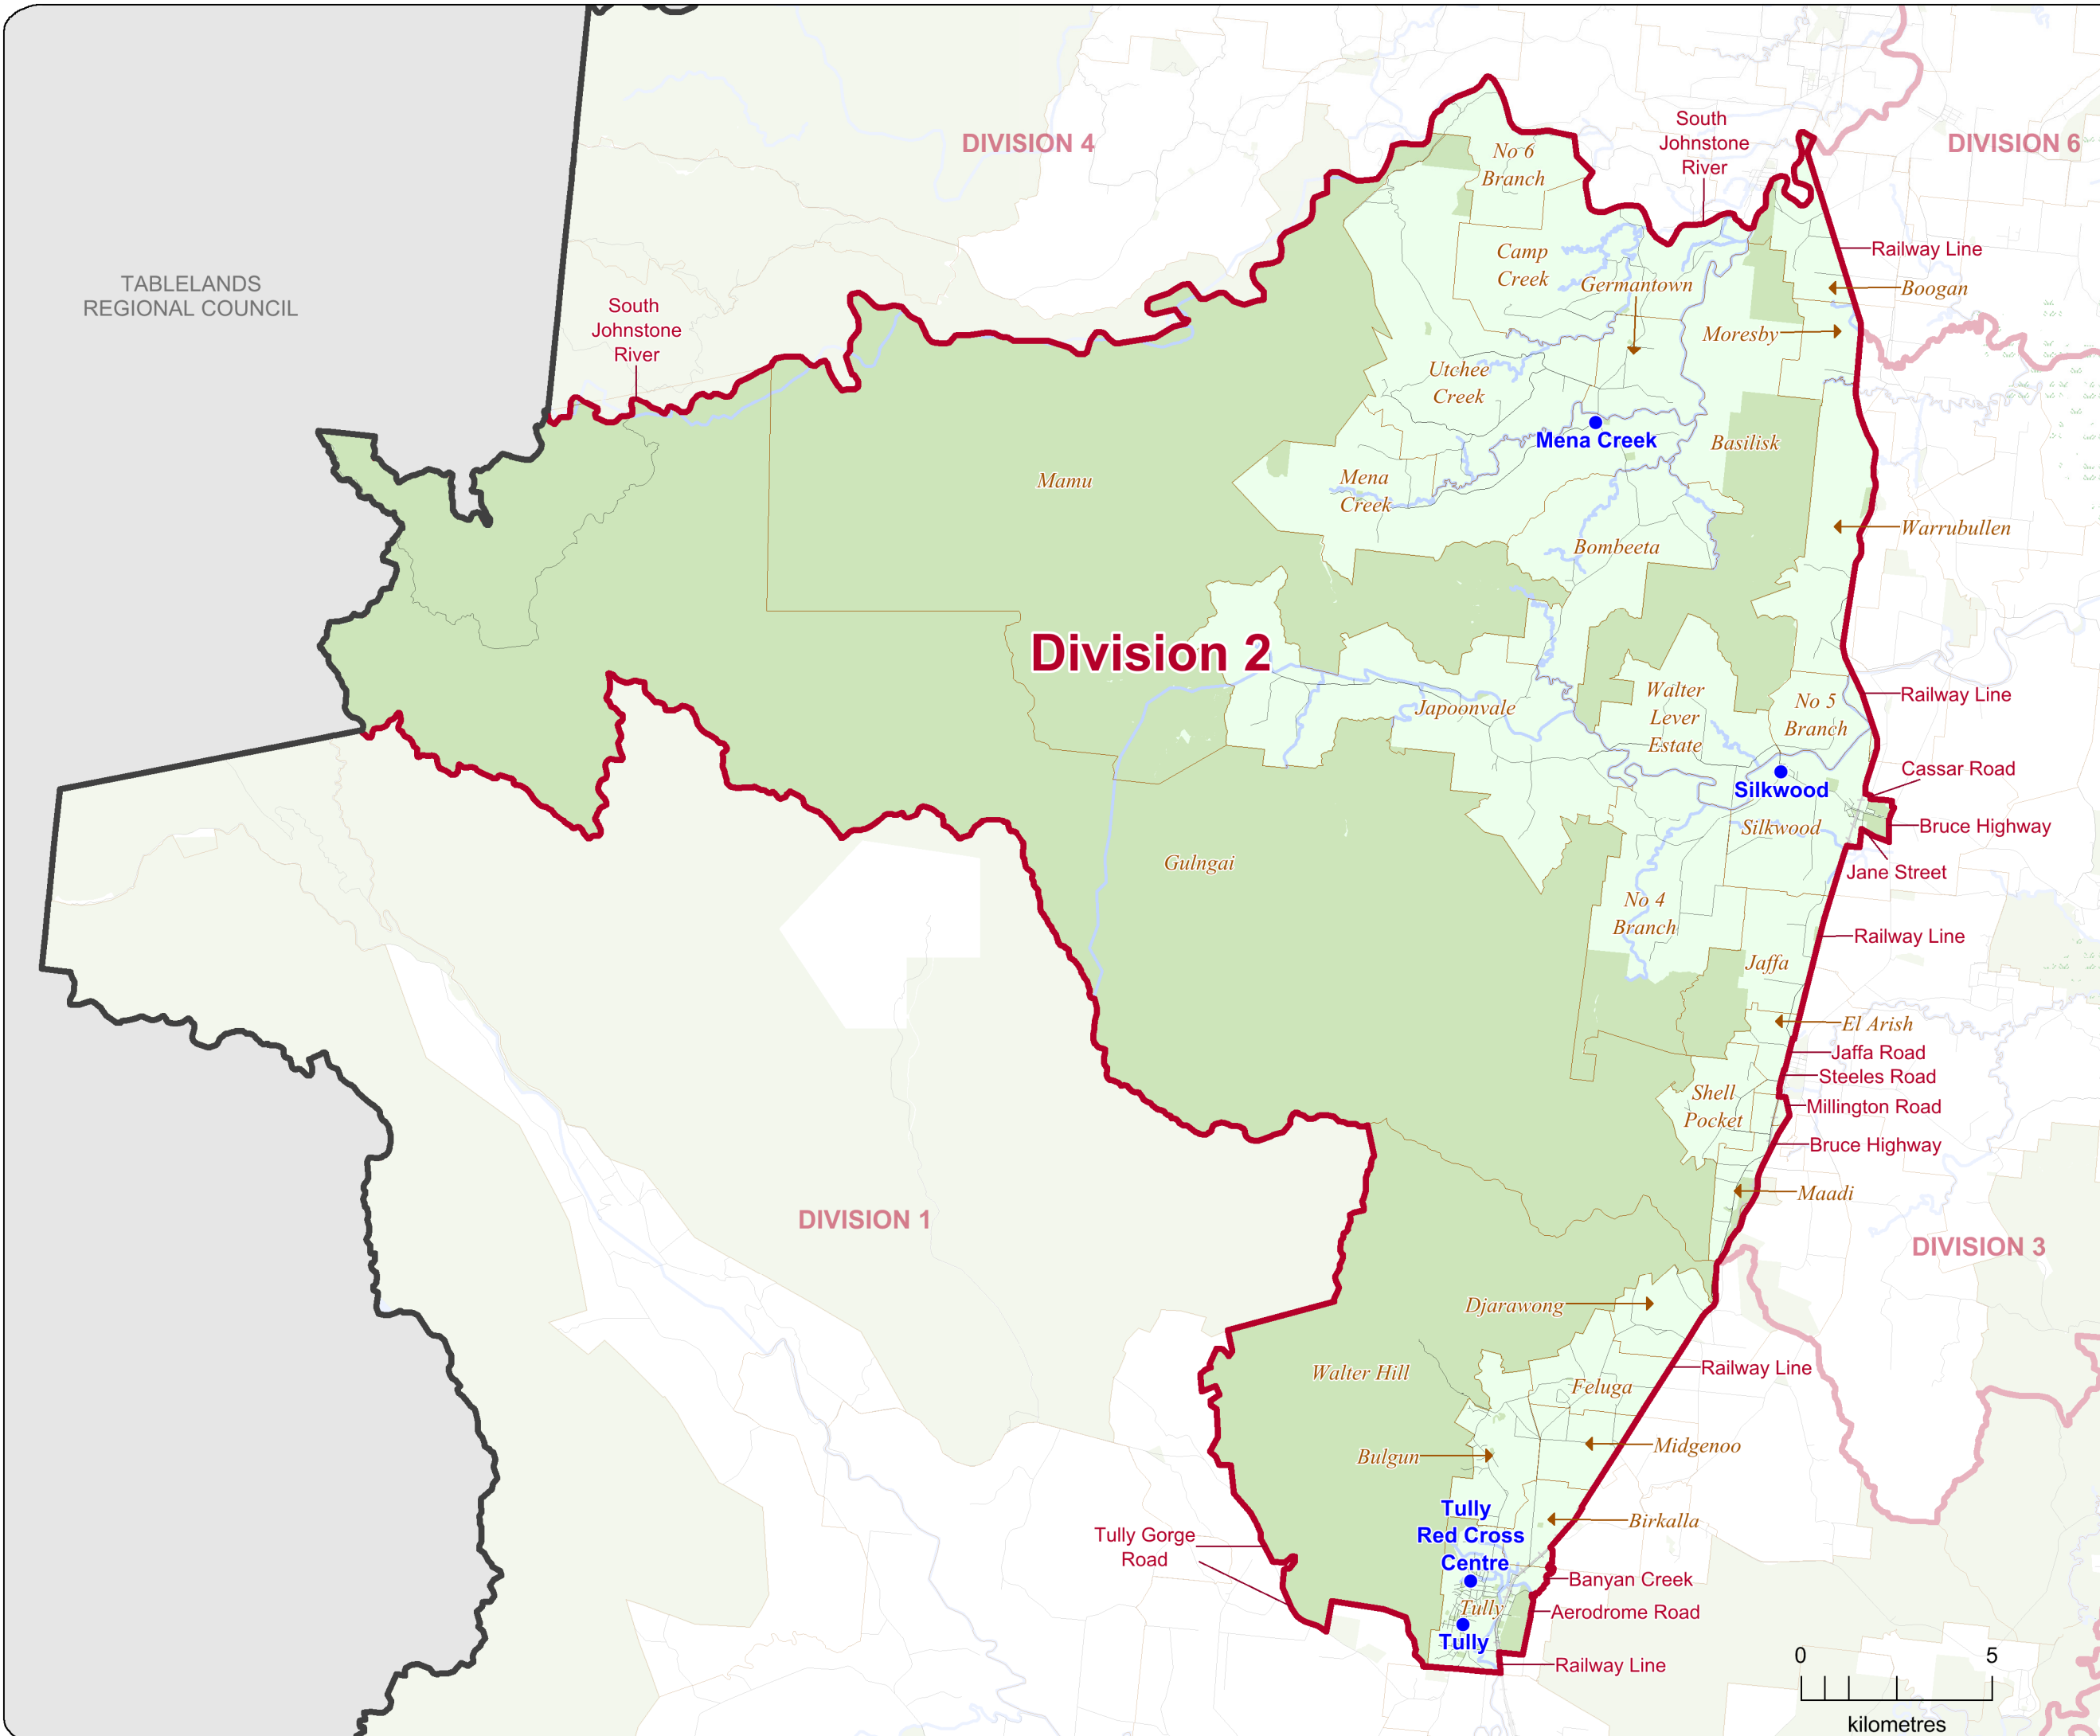 DIVISION 4
South
Johnstone
River
DIVISION 6
No 6
Branch
Camp
Creek
Germantown
Railway Line
Boogan
Moresby
TABLELANDS
REGIONAL COUNCIL
South
Johnstone
River
Utchee
Creek
Mena Creek
Basilisk
Mamu
Mena
Creek
Bombeeta
Warrubullen
Division 2
Japoonvale
Walter
Lever
Estate
No 5
Branch
Railway Line
Cassar Road
Silkwood
Silkwood
Bruce Highway
Jane Street
Gulngai
No 4
Branch
Railway Line
Jaffa
El Arish
Jaffa Road
Steeles Road
Shell
Pocket
Millington Road
Bruce Highway
Maadi
DIVISION 1
DIVISION 3
Djarawong
Walter Hill
Railway Line
Feluga
Bulgun
Midgenoo
Tully
Red Cross
Centre
Birkalla
Tully Gorge
Road
Banyan Creek
Tully
Aerodrome Road
Tully
Railway Line
0 5
kilometres